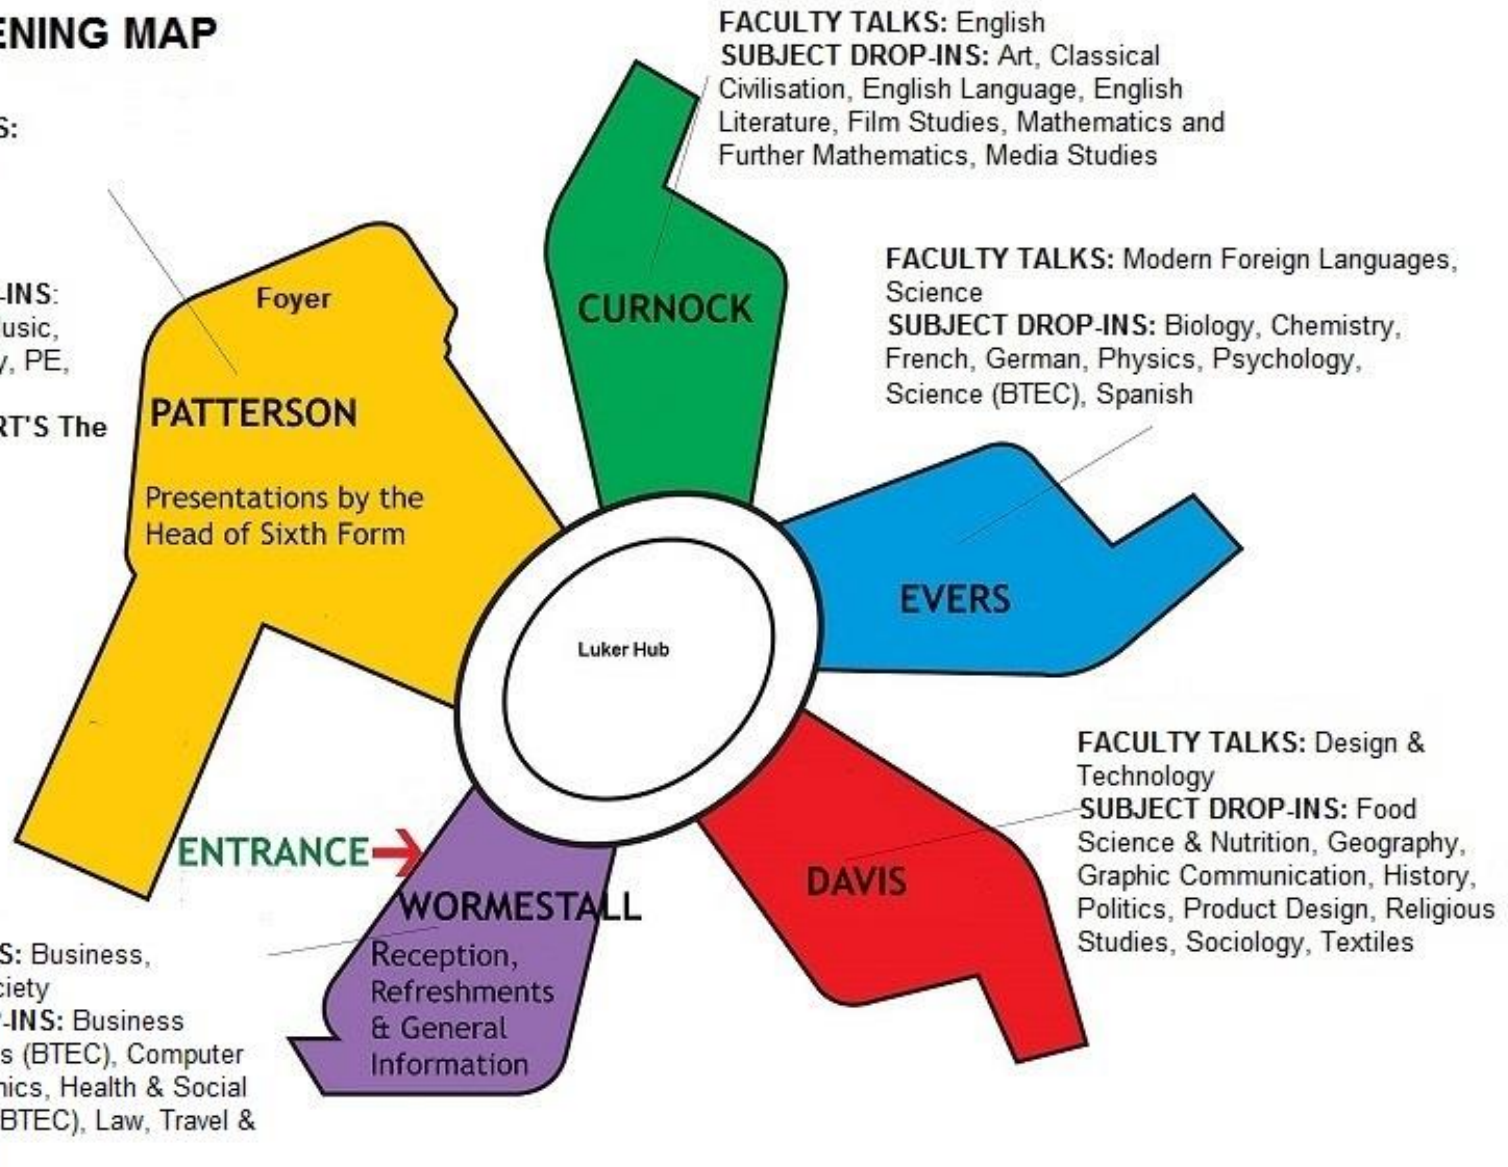 ENING MAP
S:
-INS:
usic,
y, PE,
RT'S The
FACULTY TALKS: English
SUBJECT DROP-INS: Art, Classical
Civilisation, English Language, English
Literature, Film Studies, Mathematics and
Further Mathematics, Media Studies
Foyer
PATTERSON
Presentations by the
Head of Sixth Form
CURNOCK
FACULTY TALKS: Modern Foreign Languages,
Science
SUBJECT DROP-INS: Biology, Chemistry,
French, German, Physics, Psychology,
Science (BTEC), Spanish
EVERS
Luker Hub
FACULTY TALKS: Design &
Technology
SUBJECT DROP-INS: Food
Science & Nutrition, Geography,
Graphic Communication, History,
Politics, Product Design, Religious
Studies, Sociology, Textiles
DAVIS
ENTRANCE
WORMESTALL
Reception,
Refreshments
& General
Information
S: Business,
ciety
P-INS: Business
s (BTEC), Computer
nics, Health & Social
BTEC), Law, Travel &